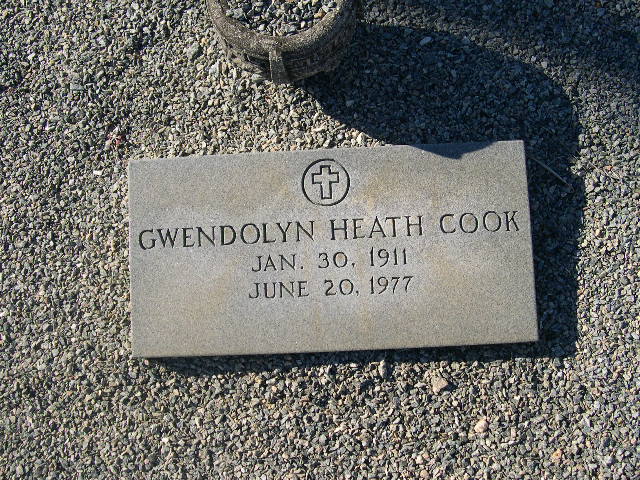 GWENDOLYN HEATH COOK
JAN. 30, 1911
JUNE 20, 1977